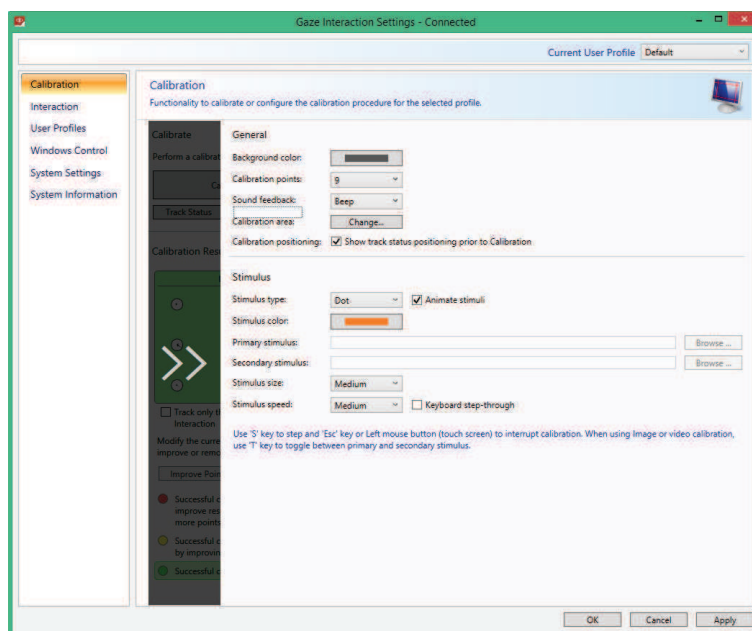 Gaze Interaction Settings - Connected
Current User Profile Default
Calibration
Interaction
User Profiles
Windows Control
System Settings
System Information
Calibration
Functionality to calibrate or configure the calibration procedure for the selected profile.
Calibrate
Perform a calibrat
Ca
Track Status
Calibration Resu
Track only th
Interaction
Modify the curre
improve or remo
Improve Poin
Successful c
improve res
more points
Successful c
by improvin
Successful c
General
Background color:
Calibration points: 9
Sound feedback: Beep
Calibration area: Change...
Calibration positioning: Show track status positioning prior to Calibration
Stimulus
Stimulus type: Dot Animate stimuli
Stimulus color:
Primary stimulus: Browse ...
Secondary stimulus: Browse ...
Stimulus size: Medium
Stimulus speed: Medium Keyboard step-through
Use 'S' key to step and 'Esc' key or Left mouse button (touch screen) to interrupt calibration. When using Image or video calibration,
use 'T' key to toggle between primary and secondary stimulus.
OK Cancel Apply